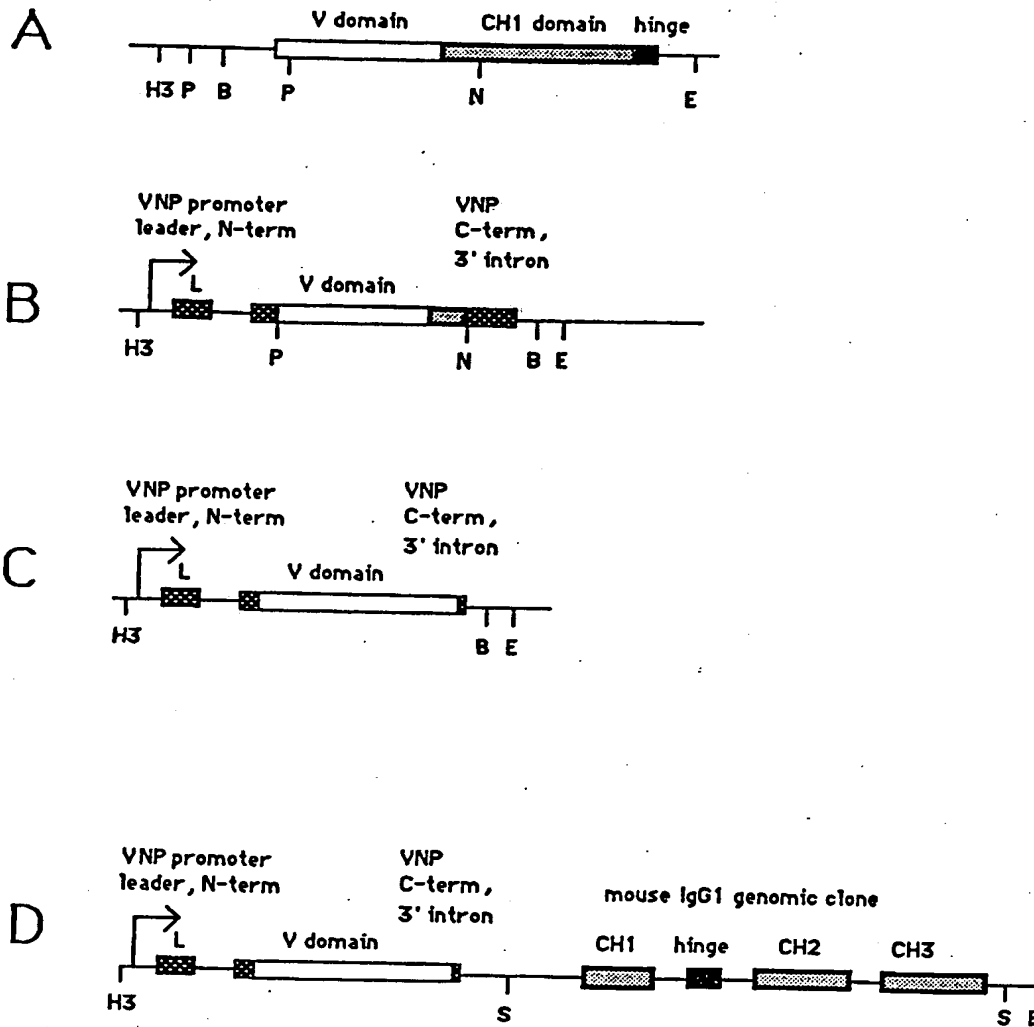 A
V domain CH1 domain hinge
H3 P B P N E
VNP promoter VNP
leader, N-term C-term,
3' intron
B
L V domain
H3 P N B E
VNP promoter VNP
leader, N-term C-term,
3' intron
C
L V domain
H3 B E
VNP promoter VNP
leader, N-term C-term,
3' intron
mouse IgG1 genomic clone
D
L V domain CH1 hinge CH2 CH3
H3 S S